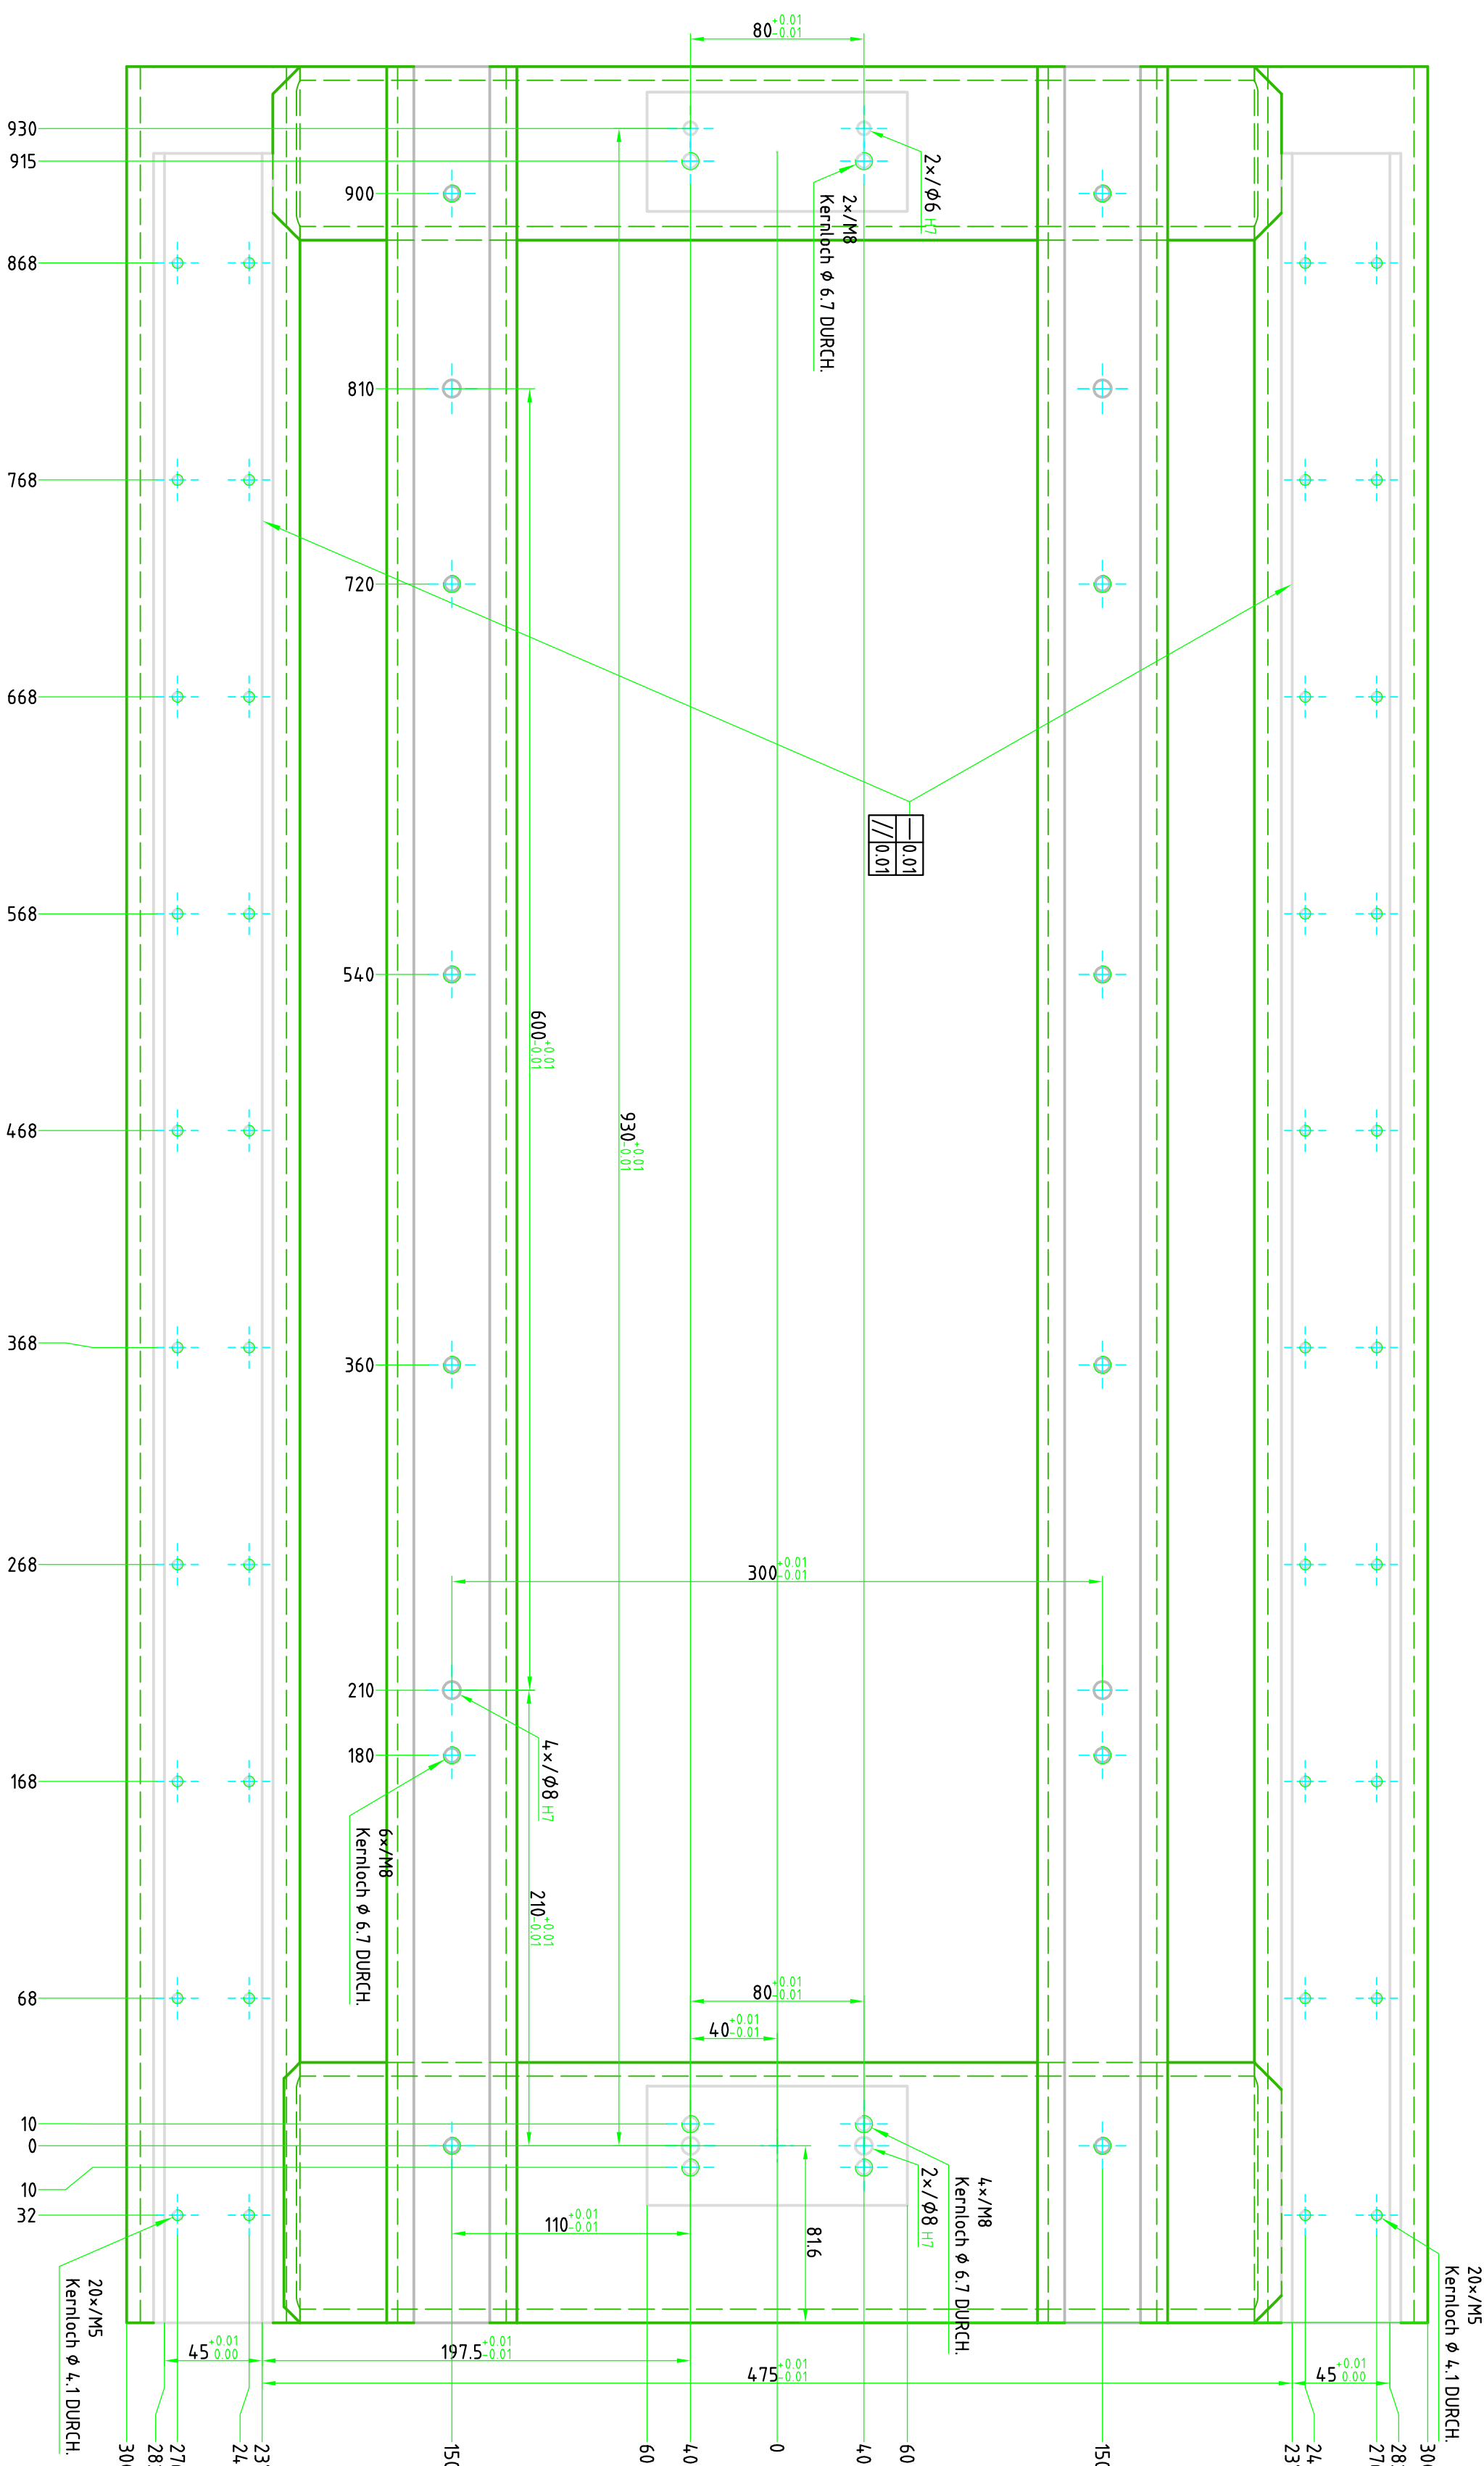 80 +0.01 -0.01
930
915
900
868
810
768
720
668
568
540
468
368
360
268
210
180
168
68
10
0
10
32
2×/Ø6 H7
2×/M8
Kernloch Ø 6.7 DURCH.
— 0.01
// 0.01
600 +0.01 -0.01
930 +0.01 -0.01
300 +0.01 -0.01
4×/Ø8 H7
6×/M8
Kernloch Ø 6.7 DURCH.
210 +0.01 -0.01
80 +0.01 -0.01
40 +0.01 -0.01
4×/M8
Kernloch Ø 6.7 DURCH.
2×/Ø8 H7
110 +0.01 -0.01
81.6
20×/M5
Kernloch Ø 4.1 DURCH.
20×/M5
Kernloch Ø 4.1 DURCH.
45 +0.01 0.00
197.5 +0.01 -0.01
475 +0.01 -0.01
45 +0.01 0.00
60
40
0
40
60